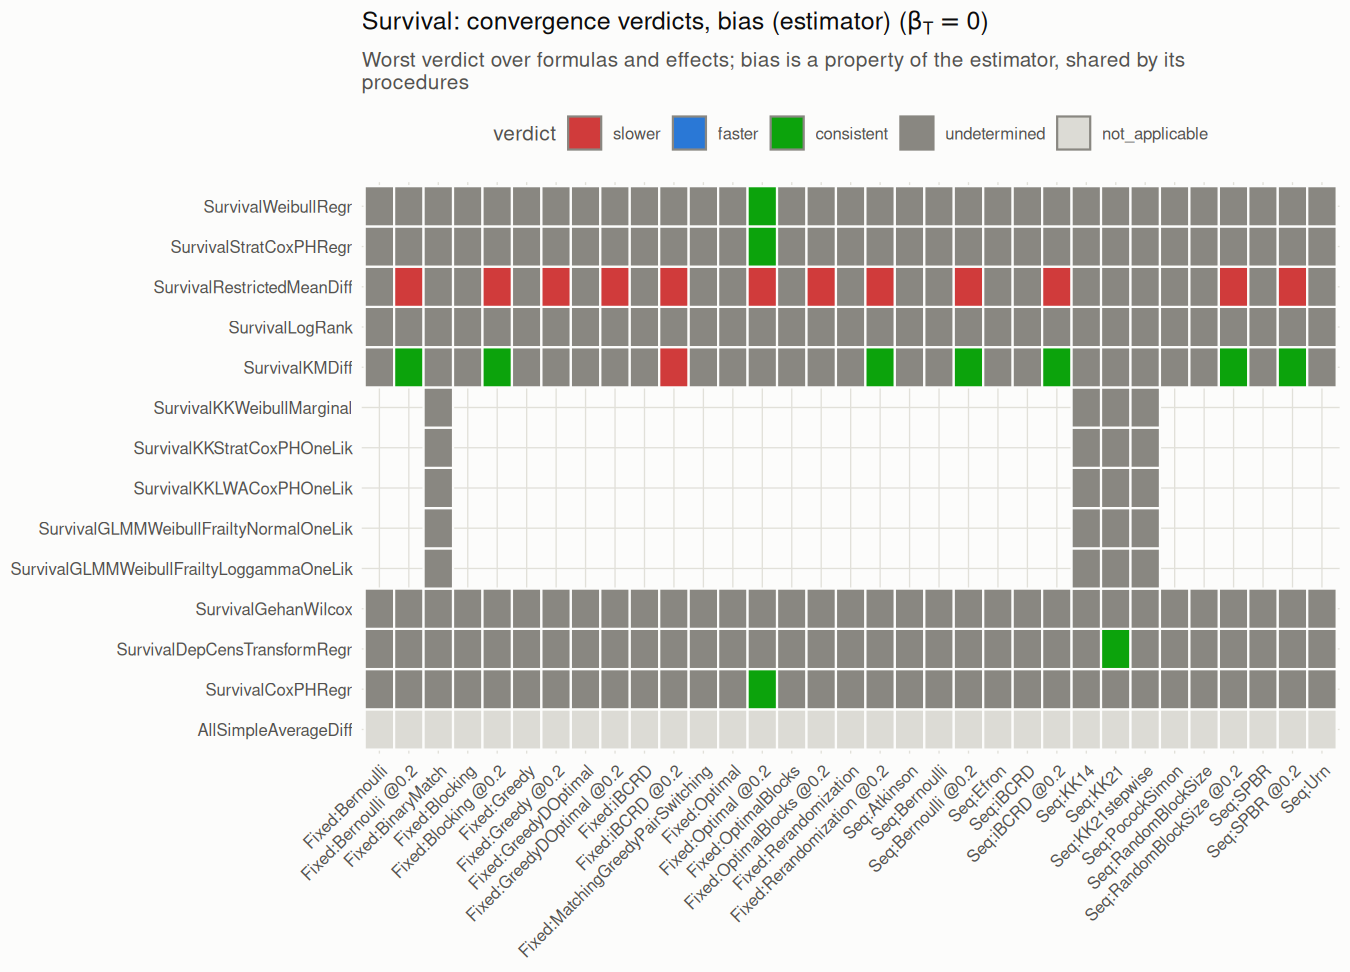 Survival: convergence verdicts, bias (estimator) (βT = 0)
Worst verdict over formulas and effects; bias is a property of the estimator, shared by its
procedures
verdict slower faster consistent undetermined not_applicable
SurvivalWeibullRegr
SurvivalStratCoxPHRegr
SurvivalRestrictedMeanDiff
SurvivalLogRank
SurvivalKMDiff
SurvivalKKWeibullMarginal
SurvivalKKStratCoxPHOneLik
SurvivalKKLWACoxPHOneLik
SurvivalGLMMWeibullFrailtyNormalOneLik
SurvivalGLMMWeibullFrailtyLoggammaOneLik
SurvivalGehanWilcox
SurvivalDepCensTransformRegr
SurvivalCoxPHRegr
AllSimpleAverageDiff
Fixed:Bernoulli
Fixed:Bernoulli @0.2
Fixed:BinaryMatch
Fixed:Blocking
Fixed:Blocking @0.2
Fixed:Greedy
Fixed:Greedy @0.2
Fixed:GreedyDOptimal
Fixed:GreedyDOptimal @0.2
Fixed:iBCRD
Fixed:iBCRD @0.2
Fixed:MatchingGreedyPairSwitching
Fixed:Optimal
Fixed:Optimal @0.2
Fixed:OptimalBlocks
Fixed:OptimalBlocks @0.2
Fixed:Rerandomization
Fixed:Rerandomization @0.2
Seq:Atkinson
Seq:Bernoulli
Seq:Bernoulli @0.2
Seq:Efron
Seq:iBCRD
Seq:iBCRD @0.2
Seq:KK14
Seq:KK21
Seq:KK21stepwise
Seq:PocockSimon
Seq:RandomBlockSize
Seq:RandomBlockSize @0.2
Seq:SPBR
Seq:SPBR @0.2
Seq:Urn